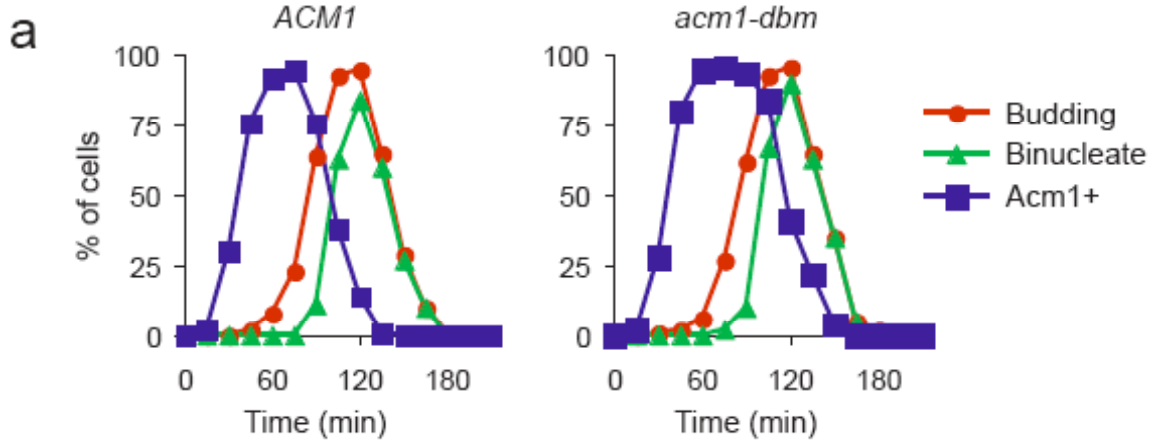 a
ACM1
acm1-dbm
% of cells
100
75
50
25
0
0 60 120 180
Time (min)
100
75
50
25
0
0 60 120 180
Time (min)
Budding
Binucleate
Acm1+